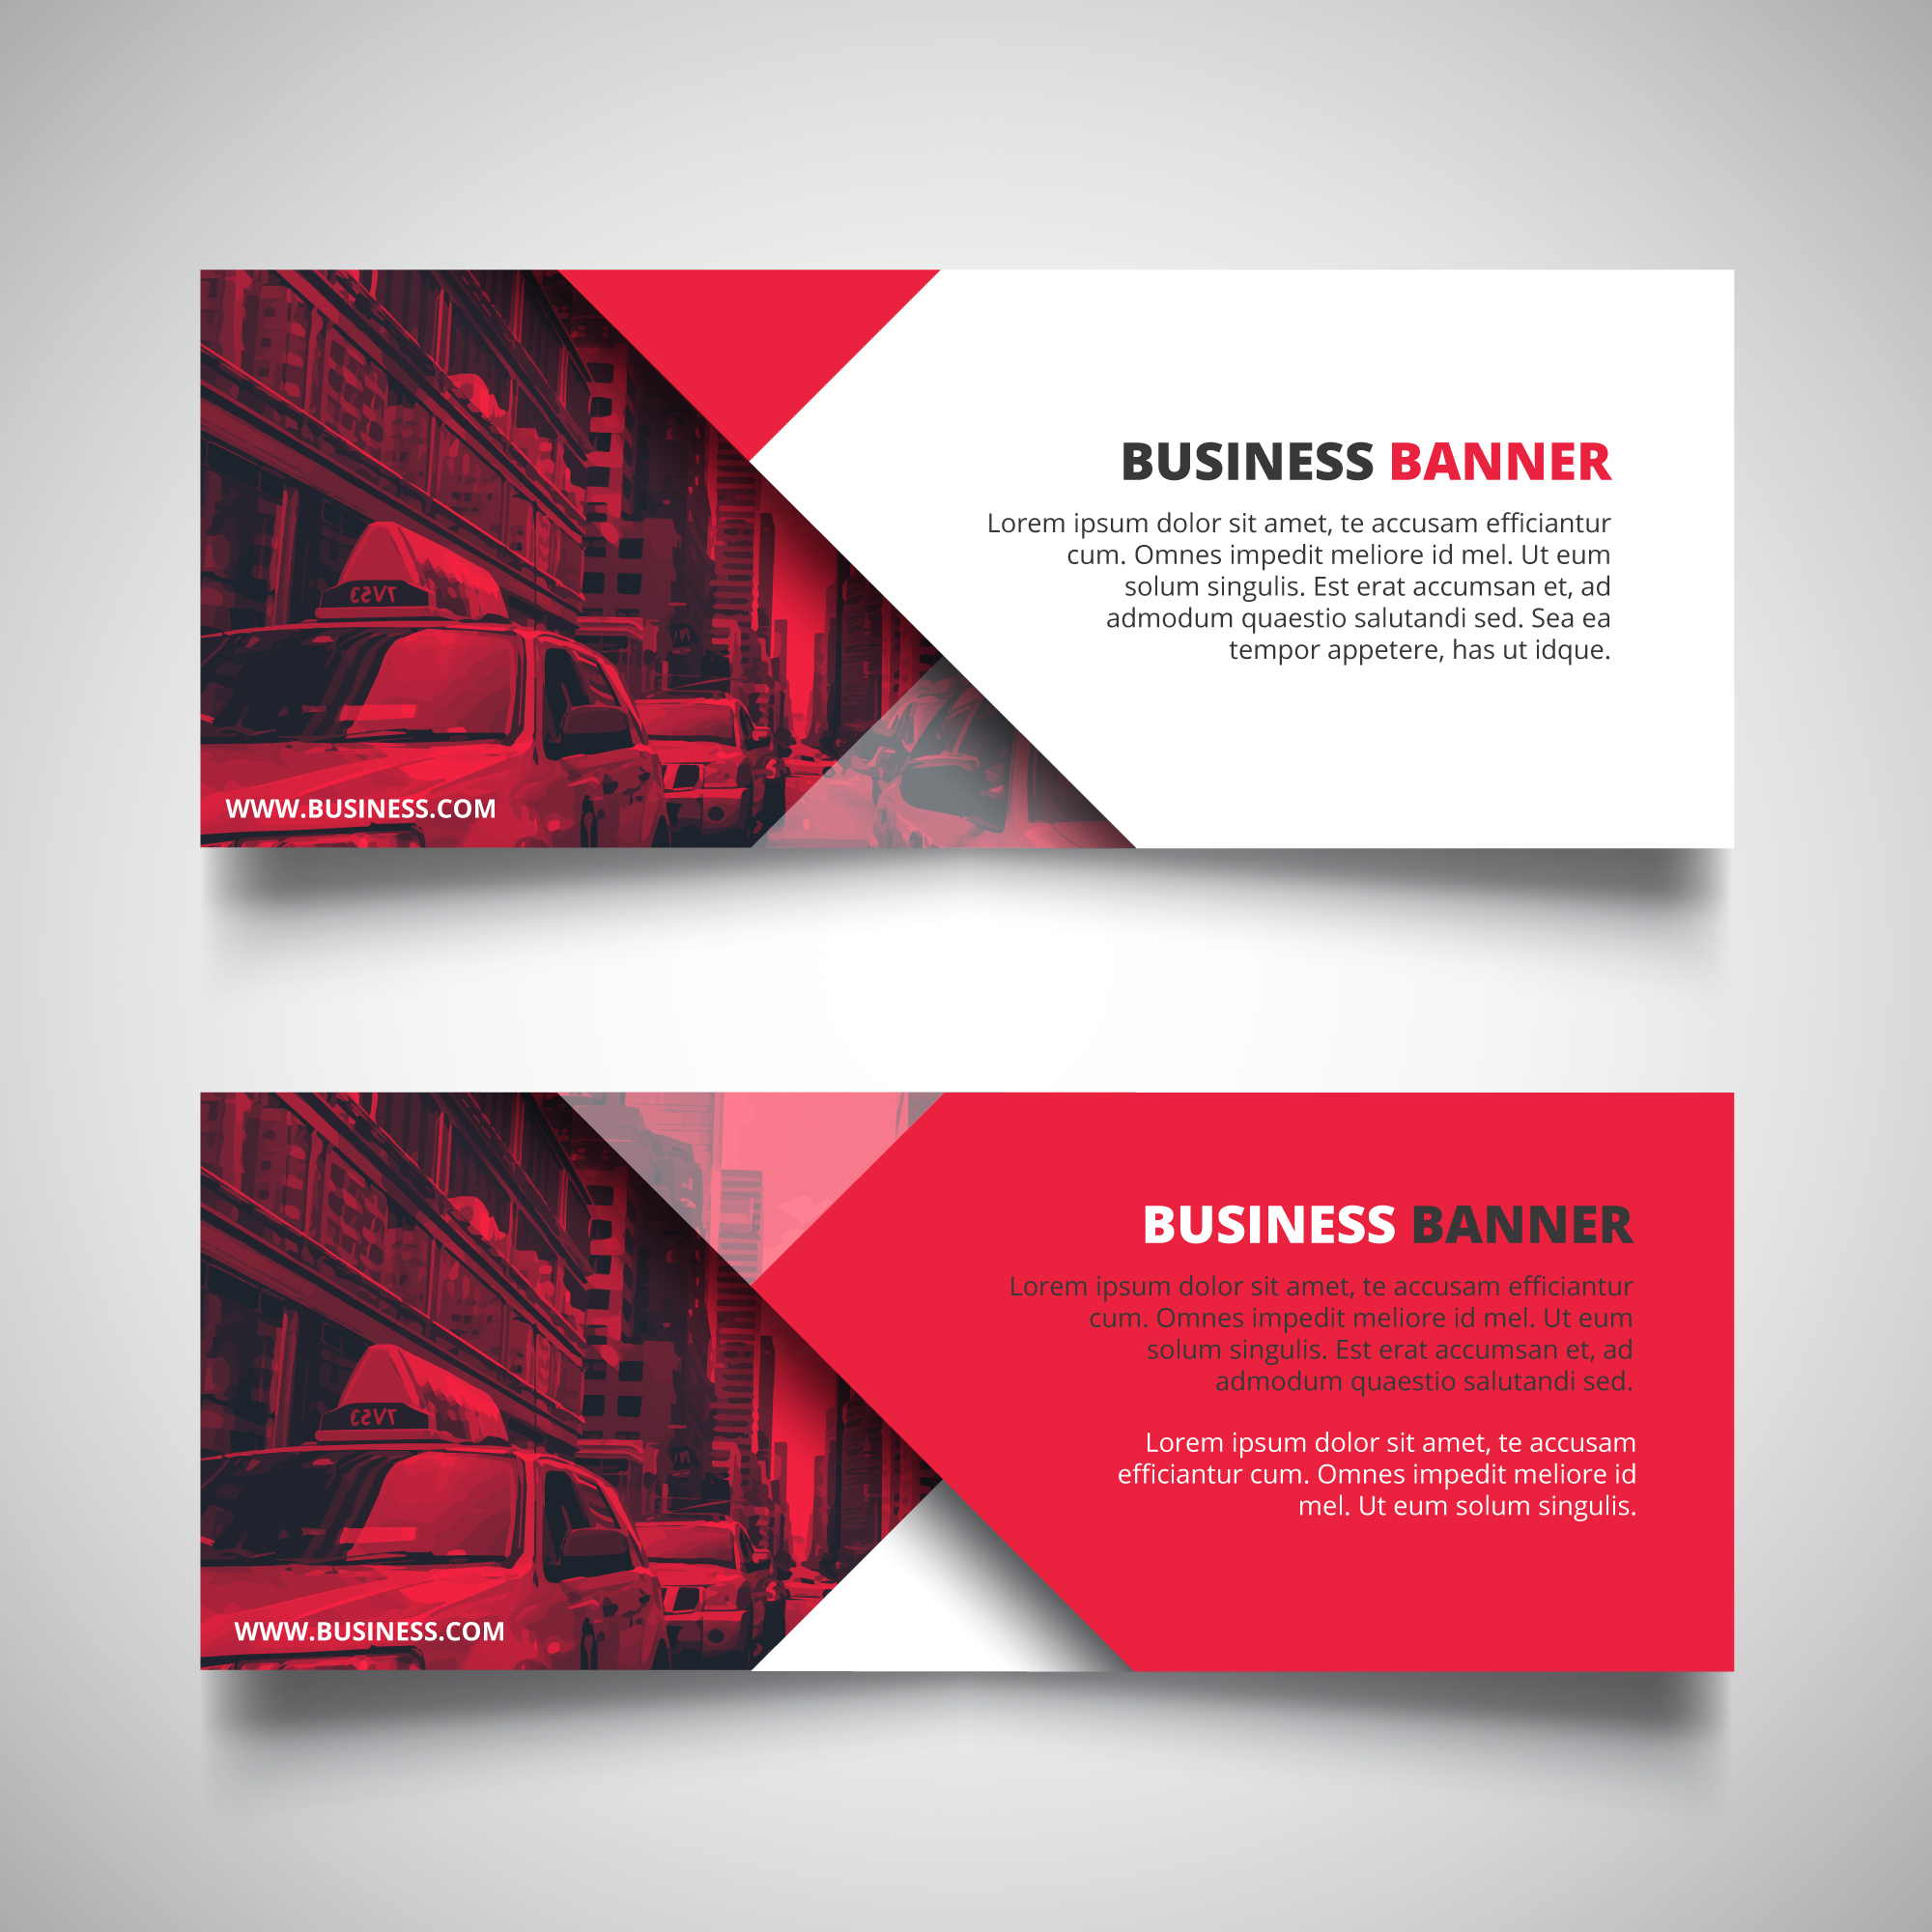 BUSINESS BANNER
Lorem ipsum dolor sit amet, te accusam efficiantur
cum. Omnes impedit meliore id mel. Ut eum
solum singulis. Est erat accumsan et, ad
admodum quaestio salutandi sed. Sea ea
tempor appetere, has ut idque.
WWW.BUSINESS.COM
BUSINESS BANNER
Lorem ipsum dolor sit amet, te accusam efficiantur
cum. Omnes impedit meliore id mel. Ut eum
solum singulis. Est erat accumsan et, ad
admodum quaestio salutandi sed.
Lorem ipsum dolor sit amet, te accusam
efficiantur cum. Omnes impedit meliore id
mel. Ut eum solum singulis.
WWW.BUSINESS.COM